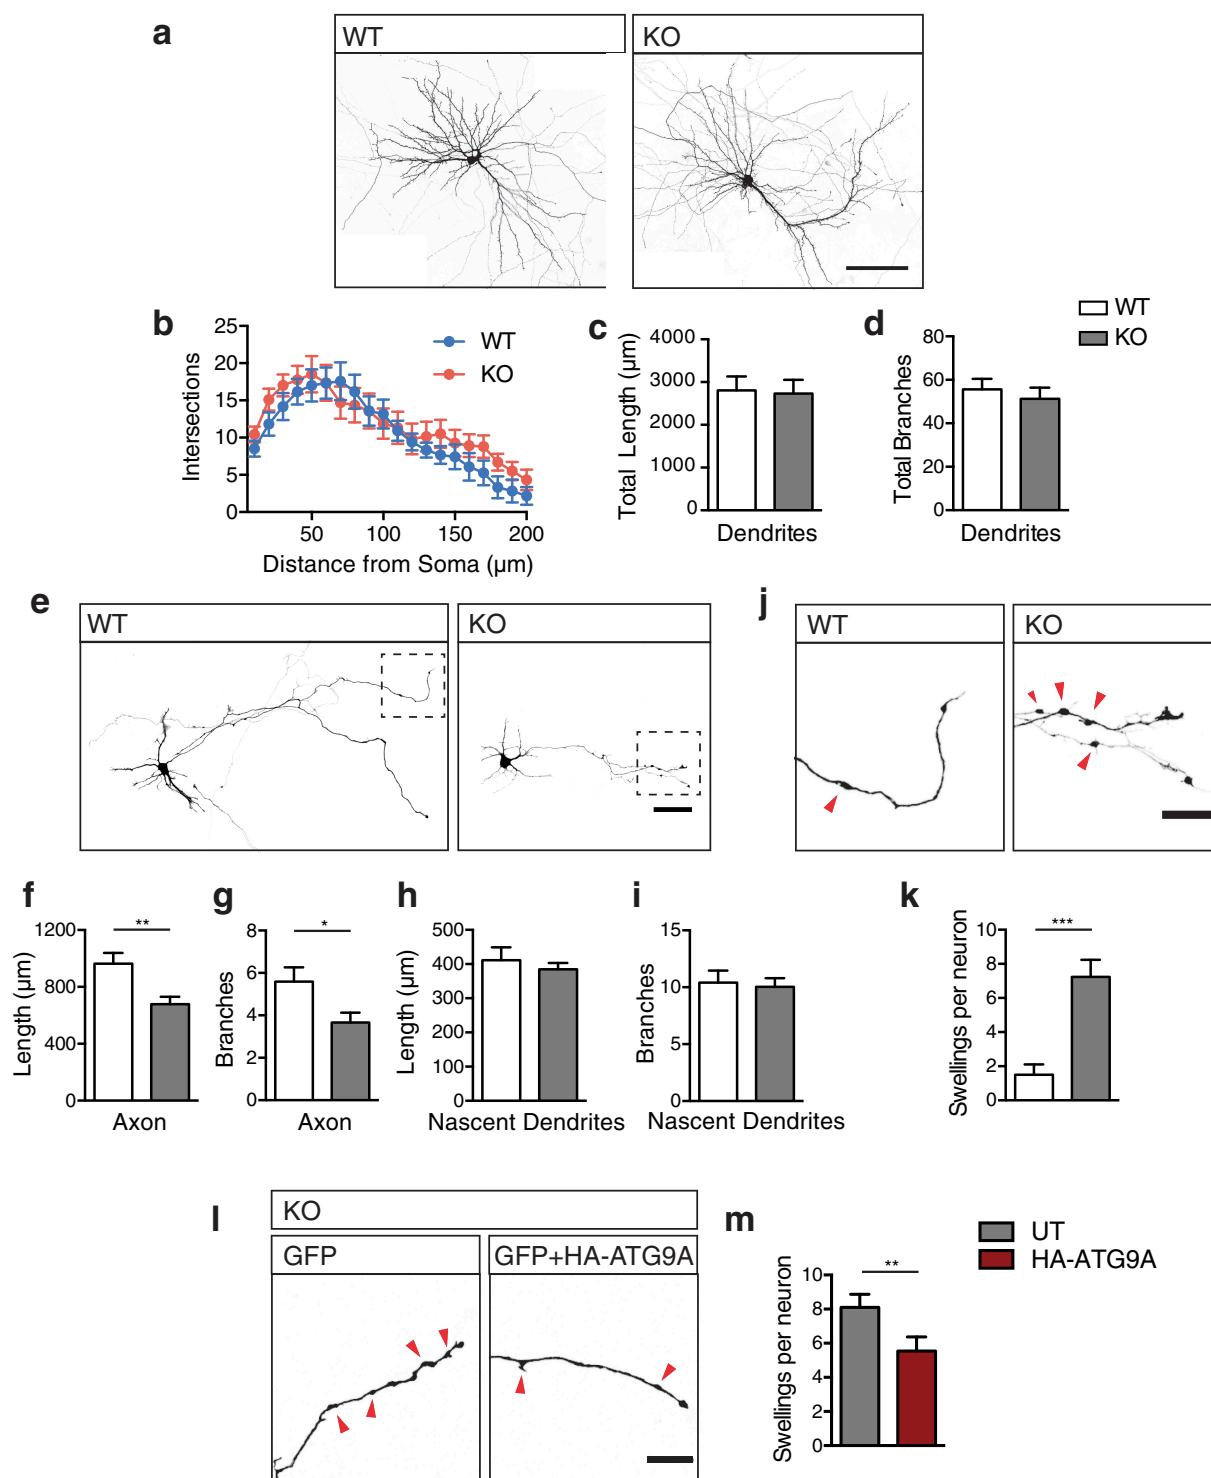 a
WT
KO
b
25
20
15
10
5
0
Intersections
WT
KO
50
100
150
200
Distance from Soma (µm)
c
4000
3000
2000
1000
0
Total Length (µm)
Dendrites
d
80
60
40
20
0
Total Branches
Dendrites
WT
KO
e
WT
KO
j
WT
KO
f
1200
800
400
0
Length (µm)
**
Axon
g
8
6
4
2
0
Branches
*
Axon
h
500
400
300
200
100
0
Length (µm)
Nascent Dendrites
i
15
10
5
0
Branches
Nascent Dendrites
k
10
8
6
4
2
0
Swellings per neuron
***
l
KO
GFP
GFP+HA-ATG9A
m
10
8
6
4
2
0
Swellings per neuron
**
UT
HA-ATG9A